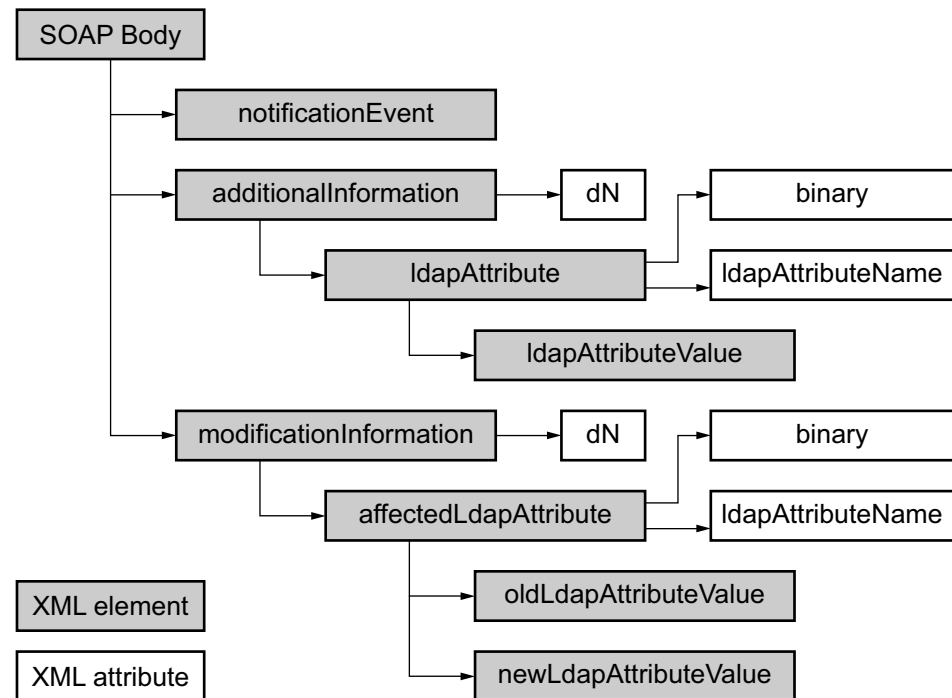 SOAP Body
notificationEvent
additionalInformation
dN
binary
ldapAttribute
ldapAttributeName
ldapAttributeValue
modificationInformation
dN
binary
affectedLdapAttribute
ldapAttributeName
oldLdapAttributeValue
XML element
newLdapAttributeValue
XML attribute